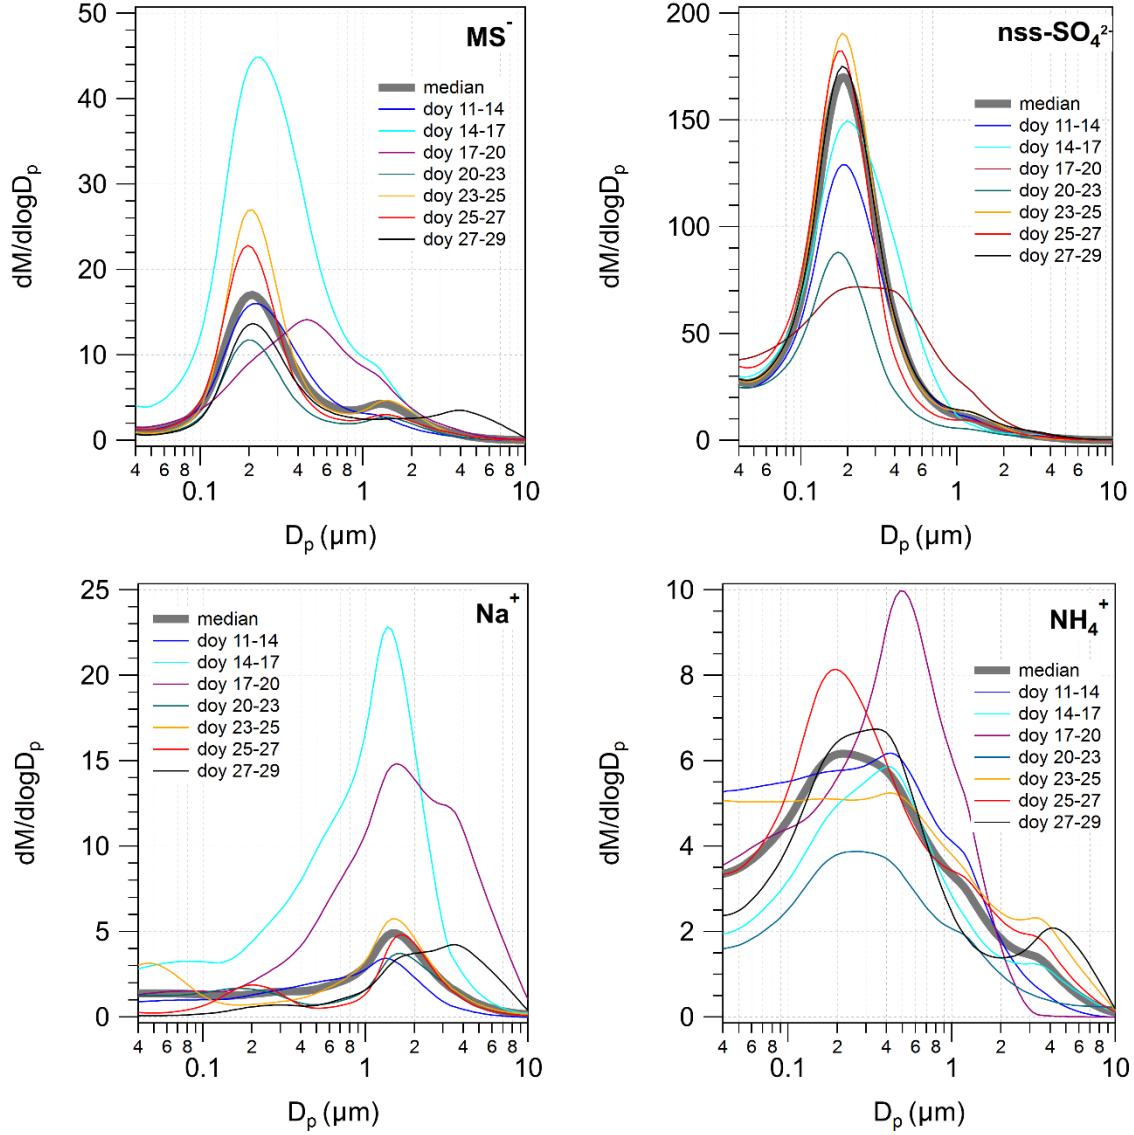 MS⁻
dM/dlogDₚ
50
40
30
20
10
0
median
doy 11-14
doy 14-17
doy 17-20
doy 20-23
doy 23-25
doy 25-27
doy 27-29
4 6 8 2 4 6 8 2 4 6 8
0.1 1 10
Dₚ (µm)
nss-SO₄²⁻
dM/dlogDₚ
200
150
100
50
0
median
doy 11-14
doy 14-17
doy 17-20
doy 20-23
doy 23-25
doy 25-27
doy 27-29
4 6 8 2 4 6 8 2 4 6 8
0.1 1 10
Dₚ (µm)
Na⁺
dM/dlogDₚ
25
20
15
10
5
0
median
doy 11-14
doy 14-17
doy 17-20
doy 20-23
doy 23-25
doy 25-27
doy 27-29
4 6 8 2 4 6 8 2 4 6 8
0.1 1 10
Dₚ (µm)
NH₄⁺
dM/dlogDₚ
10
8
6
4
2
0
median
doy 11-14
doy 14-17
doy 17-20
doy 20-23
doy 23-25
doy 25-27
doy 27-29
4 6 8 2 4 6 8 2 4 6 8
0.1 1 10
Dₚ (µm)